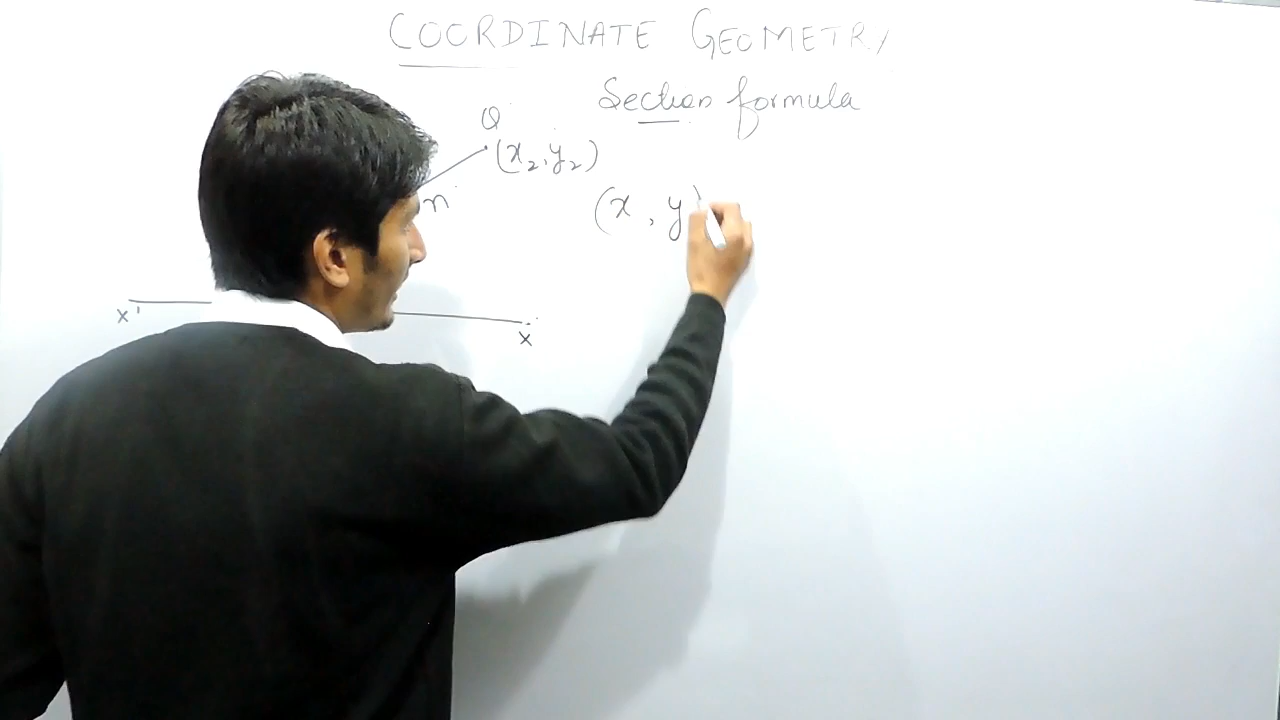 COORDINATE GEOMETRY
Section formula
Q
(x₂, y₂)
n
(x, y)
x'
x